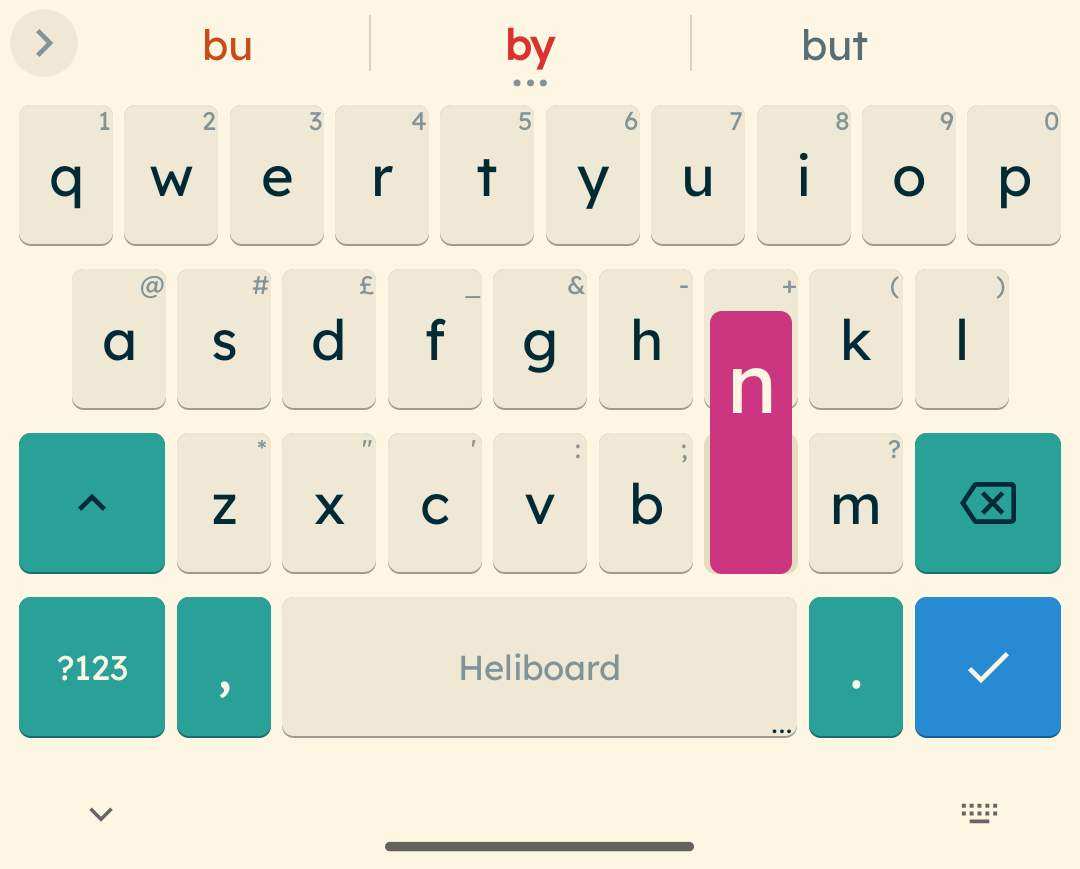 bu by but
1 2 3 4 5 6 7 8 9 0
q w e r t y u i o p
@ # £ _ & - + ( )
a s d f g h k l
n
* " ' : ; ?
z x c v b m
?123 , Heliboard .